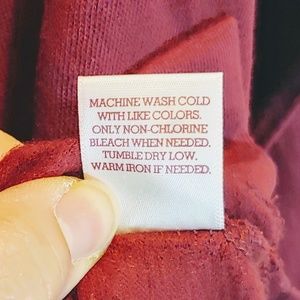 MACHINE WASH COLD
WITH LIKE COLORS.
ONLY NON-CHLORINE
BLEACH WHEN NEEDED.
TUMBLE DRY LOW.
WARM IRON IF NEEDED.